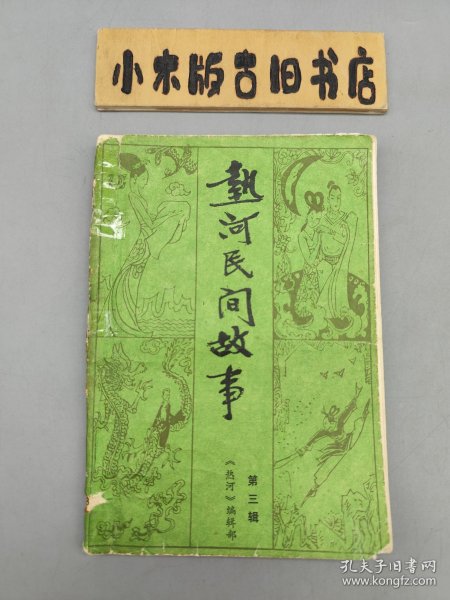 小木版古旧书店
热河民间故事
第三辑
《热河》编辑部
孔夫子旧书网
www.kongfz.com